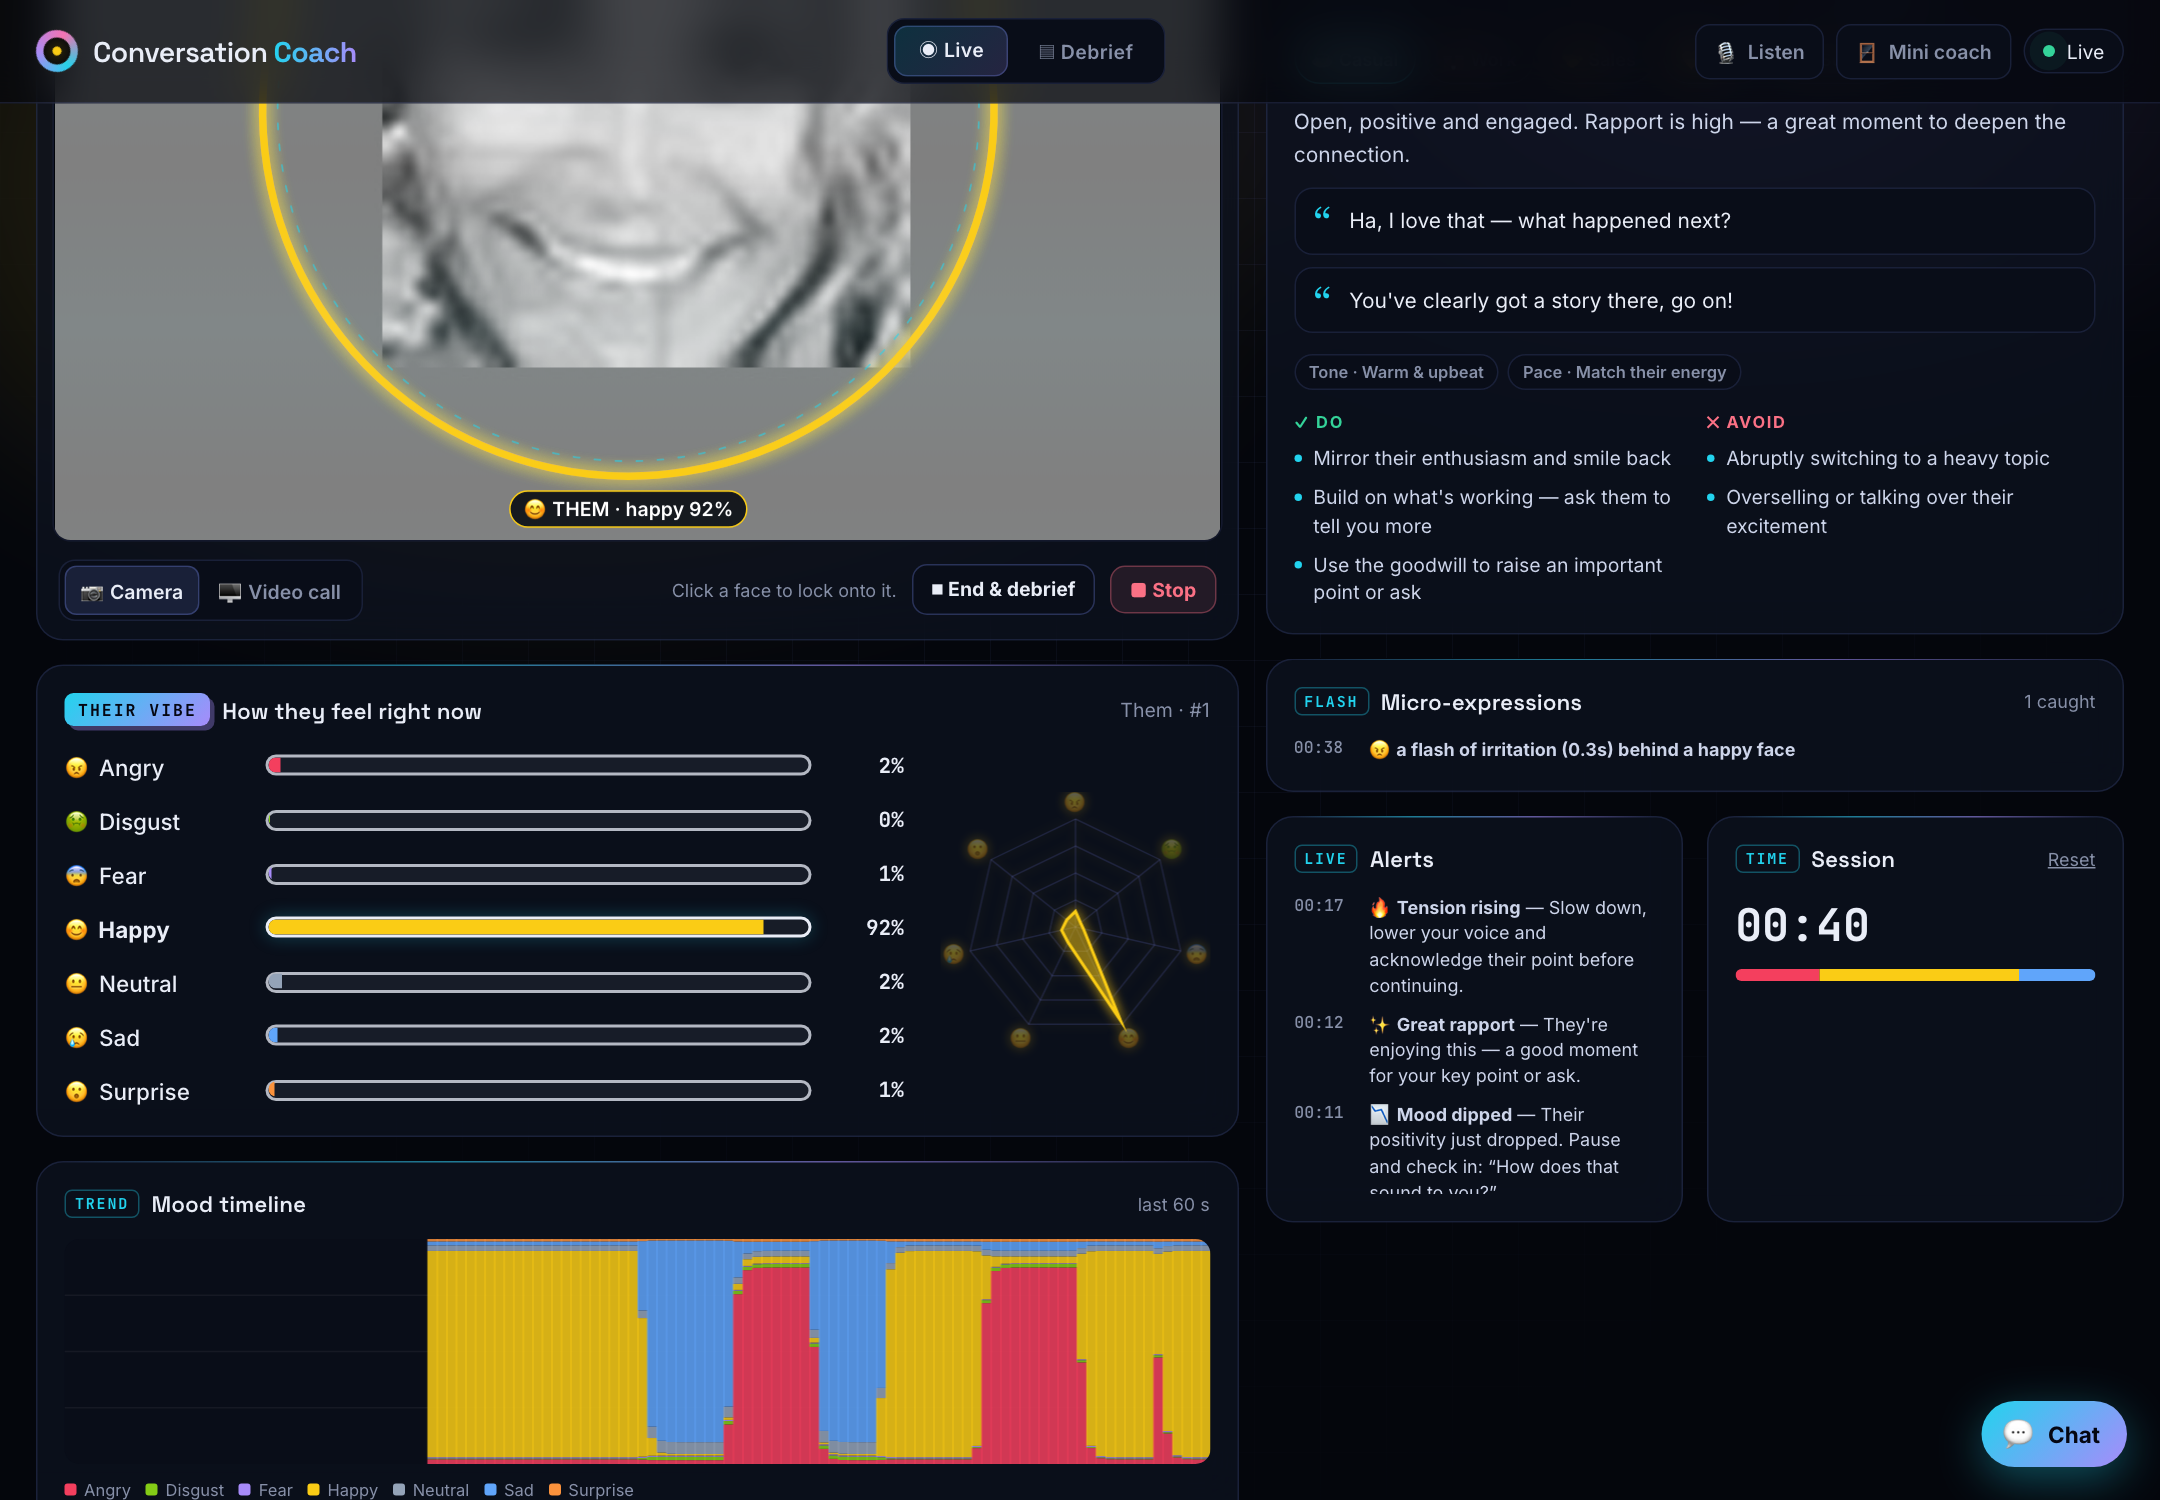 Conversation Coach
Live
Debrief
Listen
Mini coach
Live
THEM · happy 92%
Camera
Video call
Click a face to lock onto it.
End & debrief
Stop
Open, positive and engaged. Rapport is high — a great moment to deepen the
connection.
“ Ha, I love that — what happened next?
“ You've clearly got a story there, go on!
Tone · Warm & upbeat
Pace · Match their energy
✓ DO
Mirror their enthusiasm and smile back
Build on what's working — ask them to
tell you more
Use the goodwill to raise an important
point or ask
✕ AVOID
Abruptly switching to a heavy topic
Overselling or talking over their
excitement
THEIR VIBE How they feel right now
Them · #1
Angry 2%
Disgust 0%
Fear 1%
Happy 92%
Neutral 2%
Sad 2%
Surprise 1%
FLASH Micro-expressions
1 caught
00:38 a flash of irritation (0.3s) behind a happy face
LIVE Alerts
00:17 Tension rising — Slow down,
lower your voice and
acknowledge their point before
continuing.
00:12 Great rapport — They're
enjoying this — a good moment
for your key point or ask.
00:11 Mood dipped — Their
positivity just dropped. Pause
and check in: “How does that
sound to you?”
TIME Session
Reset
00:40
TREND Mood timeline
last 60 s
Angry Disgust Fear Happy Neutral Sad Surprise
Chat